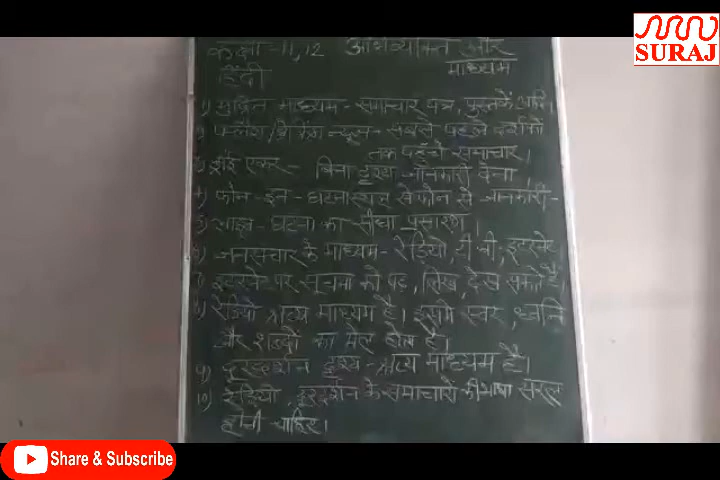 SURAJ
कक्षा-11,12 अभिव्यक्ति और
हिंदी माध्यम
1) मुद्रित माध्यम - समाचार पत्र, पुस्तकें आदि।
2) फ्लैश/ब्रेकिंग न्यूज - सबसे पहले दर्शकों
तक पहुँचे समाचार।
3) ड्राई एंकर - बिना दृश्य जानकारी देना
4) फोन-इन - घटनास्थल से फोन से जानकारी-
5) लाइव - घटना का सीधा प्रसारण।
6) जनसंचार के माध्यम - रेडियो, टी.वी, इंटरनेट
7) इंटरनेट पर सूचना को पढ़, लिख, देख सकते है
8) रेडियो श्रव्य माध्यम है। इसमें स्वर, ध्वनि
और शब्दों का मेल होता है।
9) दूरदर्शन दृश्य-श्रव्य माध्यम है।
10) रेडियो, दूरदर्शन के समाचारों की भाषा सरल
होनी चाहिए।
Share & Subscribe